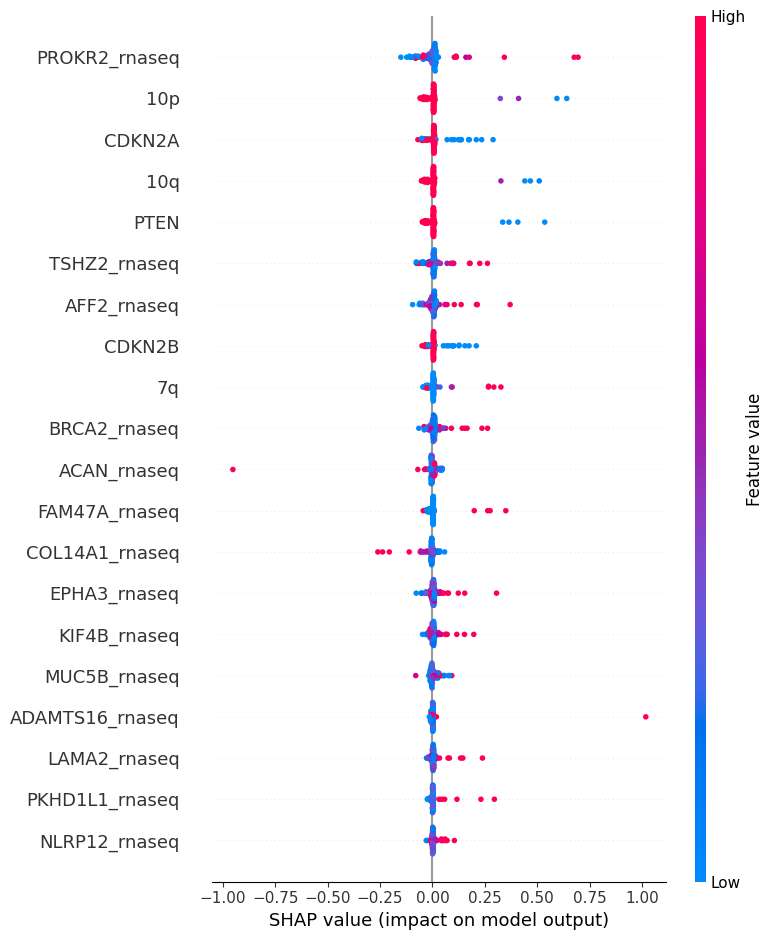 High
PROKR2_rnaseq
10p
CDKN2A
10q
PTEN
TSHZ2_rnaseq
AFF2_rnaseq
CDKN2B
7q
BRCA2_rnaseq
ACAN_rnaseq
FAM47A_rnaseq
COL14A1_rnaseq
EPHA3_rnaseq
KIF4B_rnaseq
MUC5B_rnaseq
ADAMTS16_rnaseq
LAMA2_rnaseq
PKHD1L1_rnaseq
NLRP12_rnaseq
Feature value
Low
−1.00 −0.75 −0.50 −0.25 0.00 0.25 0.50 0.75 1.00
SHAP value (impact on model output)